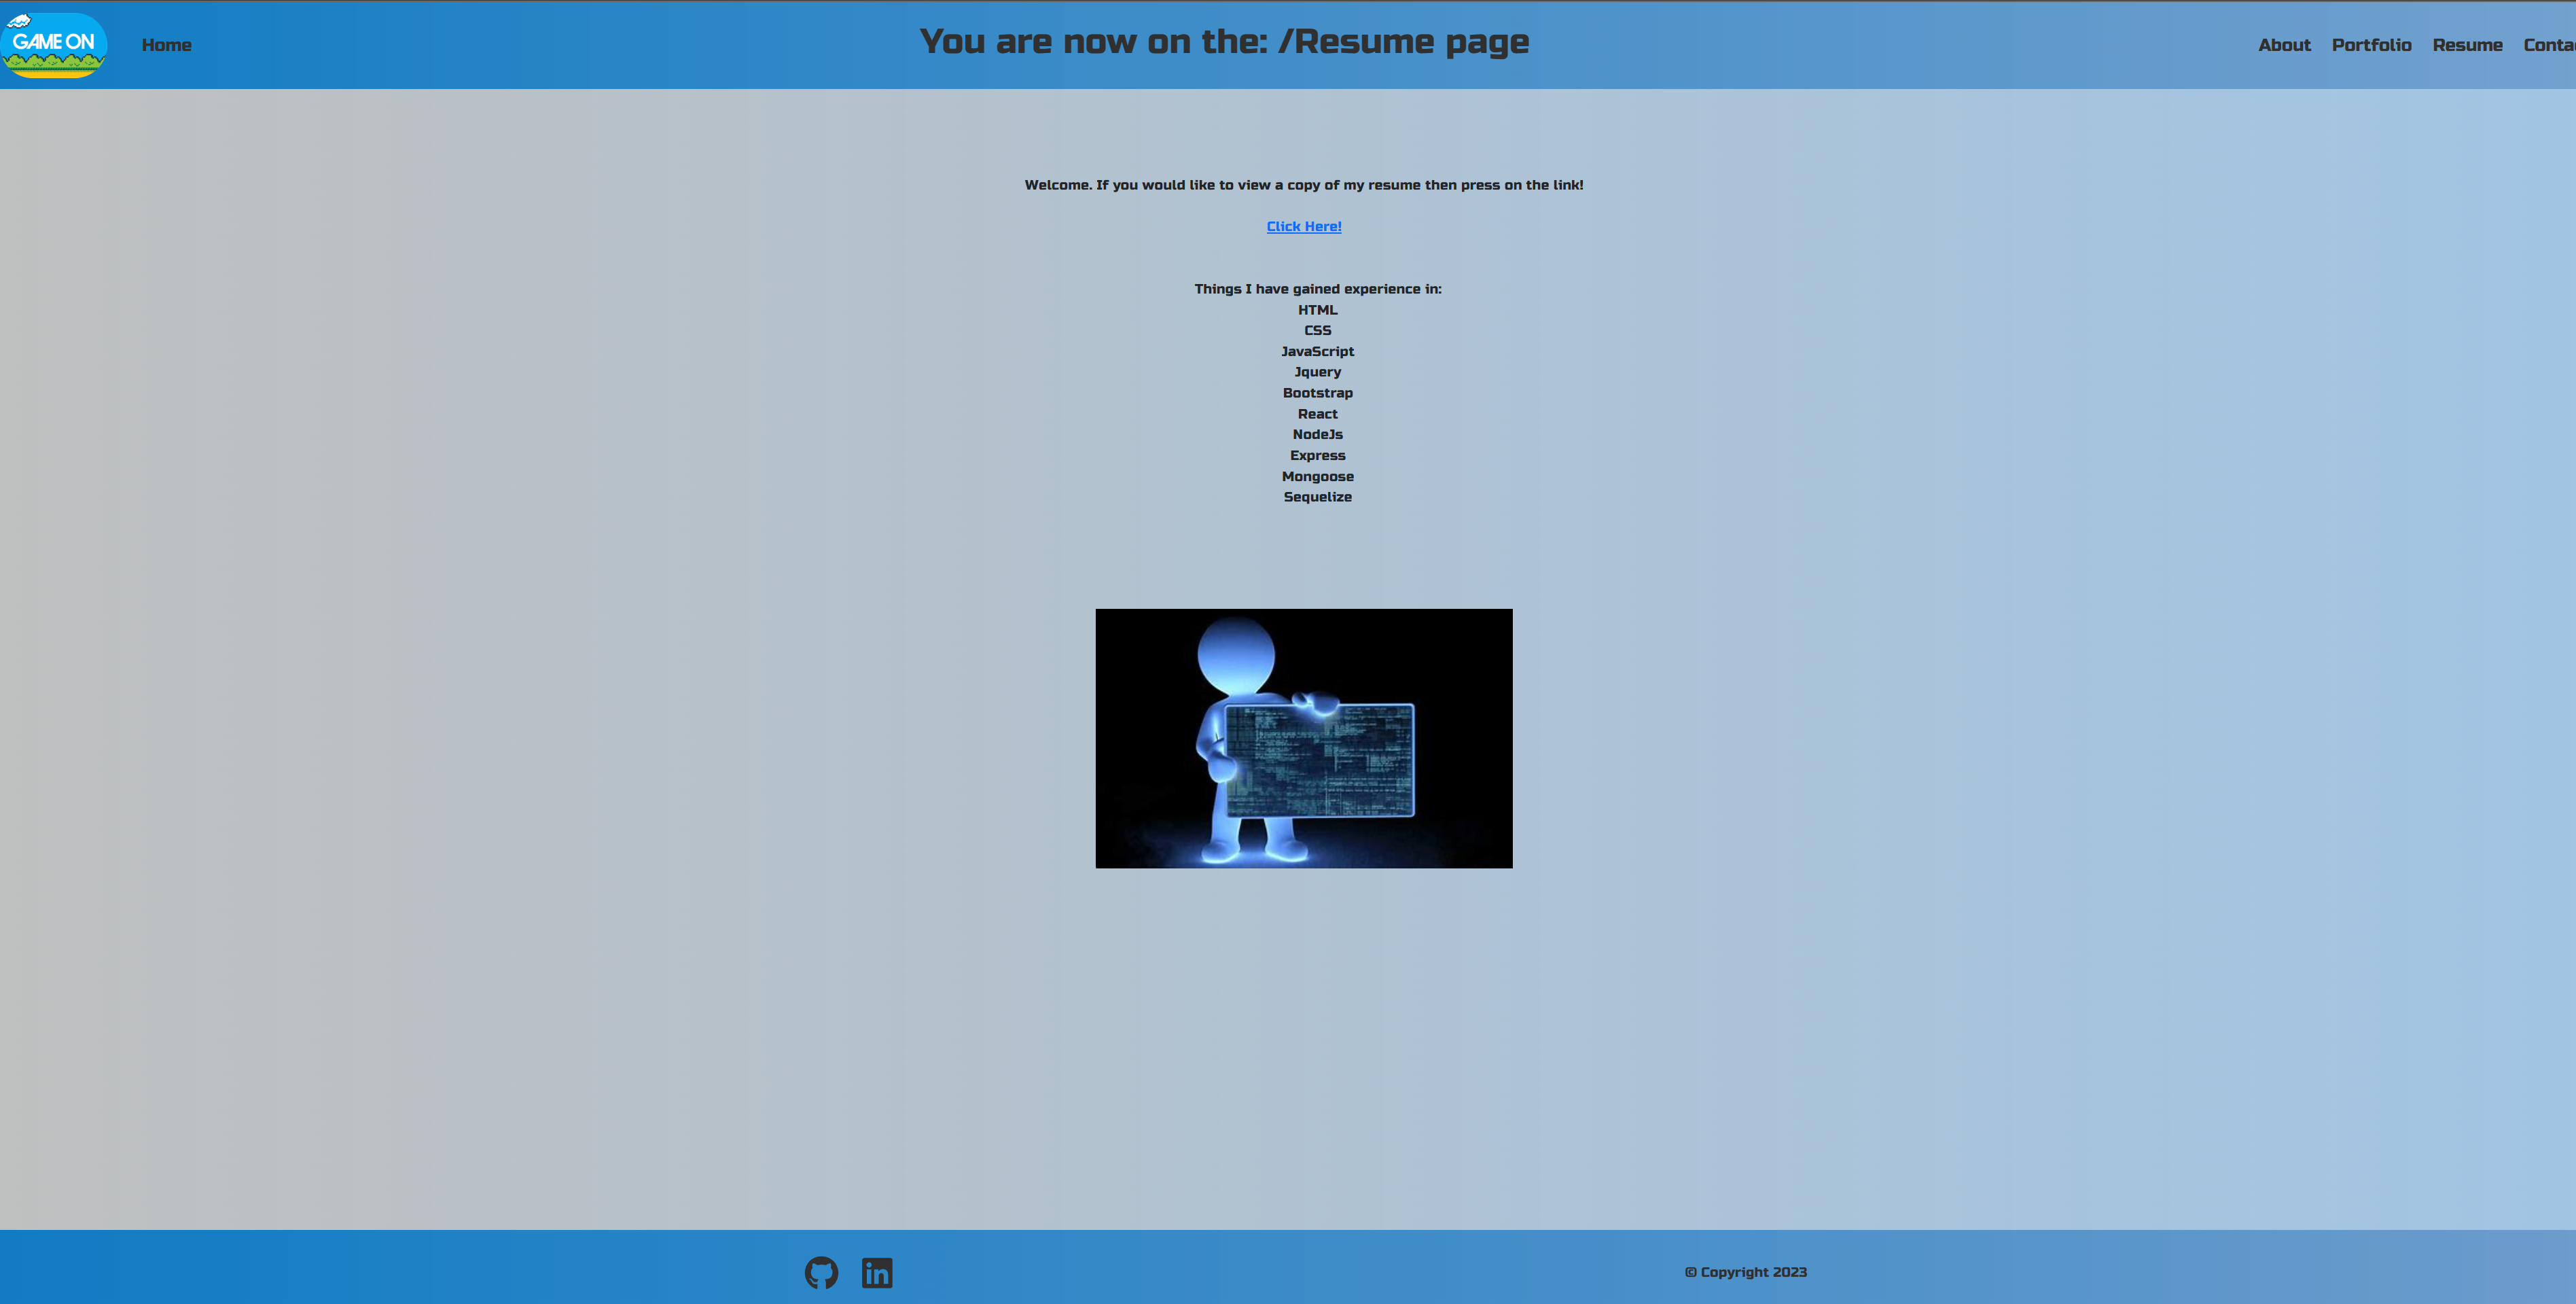 GAME ON
Home
You are now on the: /Resume page
About Portfolio Resume Conta
Welcome. If you would like to view a copy of my resume then press on the link!
Click Here!
Things I have gained experience in:
HTML
CSS
JavaScript
Jquery
Bootstrap
React
NodeJs
Express
Mongoose
Sequelize
in
© Copyright 2023